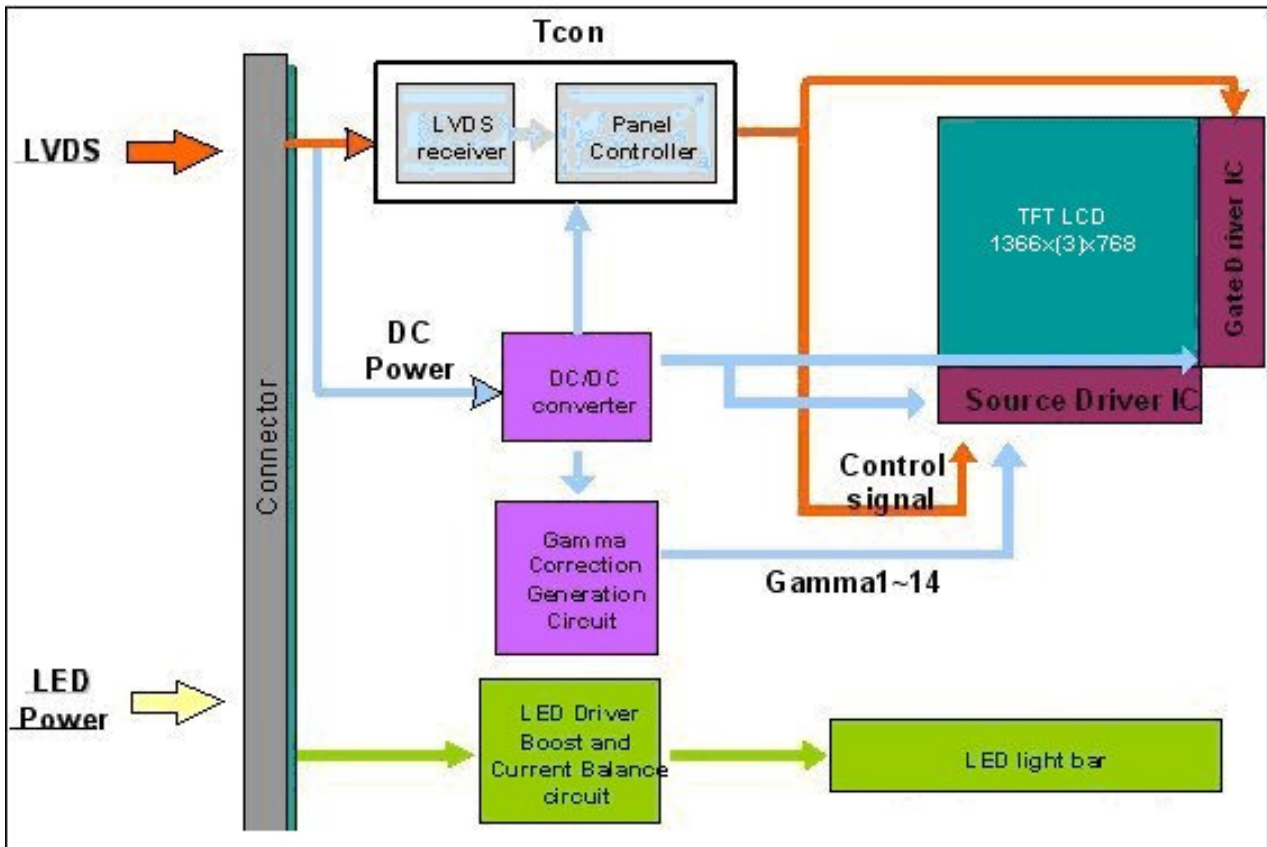 Tcon
LVDS
LVDS
receiver
Panel
Controller
TFT LCD
1366x(3)x768
Gate Driver IC
DC
Power
DC/DC
converter
Source Driver IC
Connector
Control
signal
Gamma
Correction
Generation
Circuit
Gamma1~14
LED
Power
LED Driver
Boost and
Current Balance
circuit
LED light bar